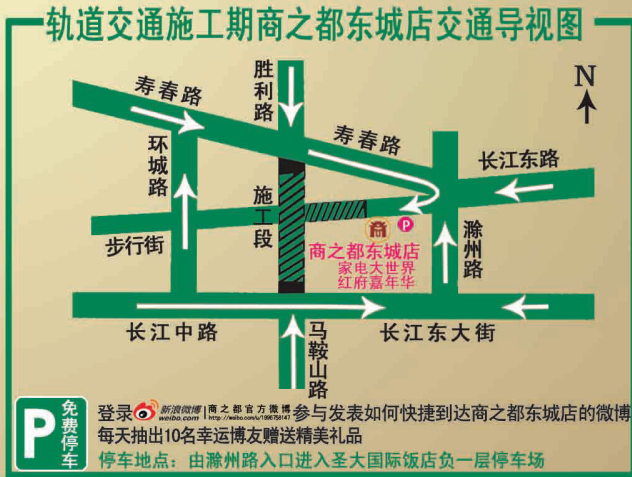 轨道交通施工期商之都东城店交通导视图
胜利路
N
寿春路
寿春路
环城路
长江东路
施工段
P
步行街
商之都东城店
滁州路
家电大世界
红府嘉年华
长江中路
马鞍山路
长江东大街
P
免费停车
登录 新浪微博 weibo.com 商之都官方微博 http://weibo.com/u/1996758147 参与发表如何快捷到达商之都东城店的微博
每天抽出10名幸运博友赠送精美礼品
停车地点：由滁州路入口进入圣大国际饭店负一层停车场